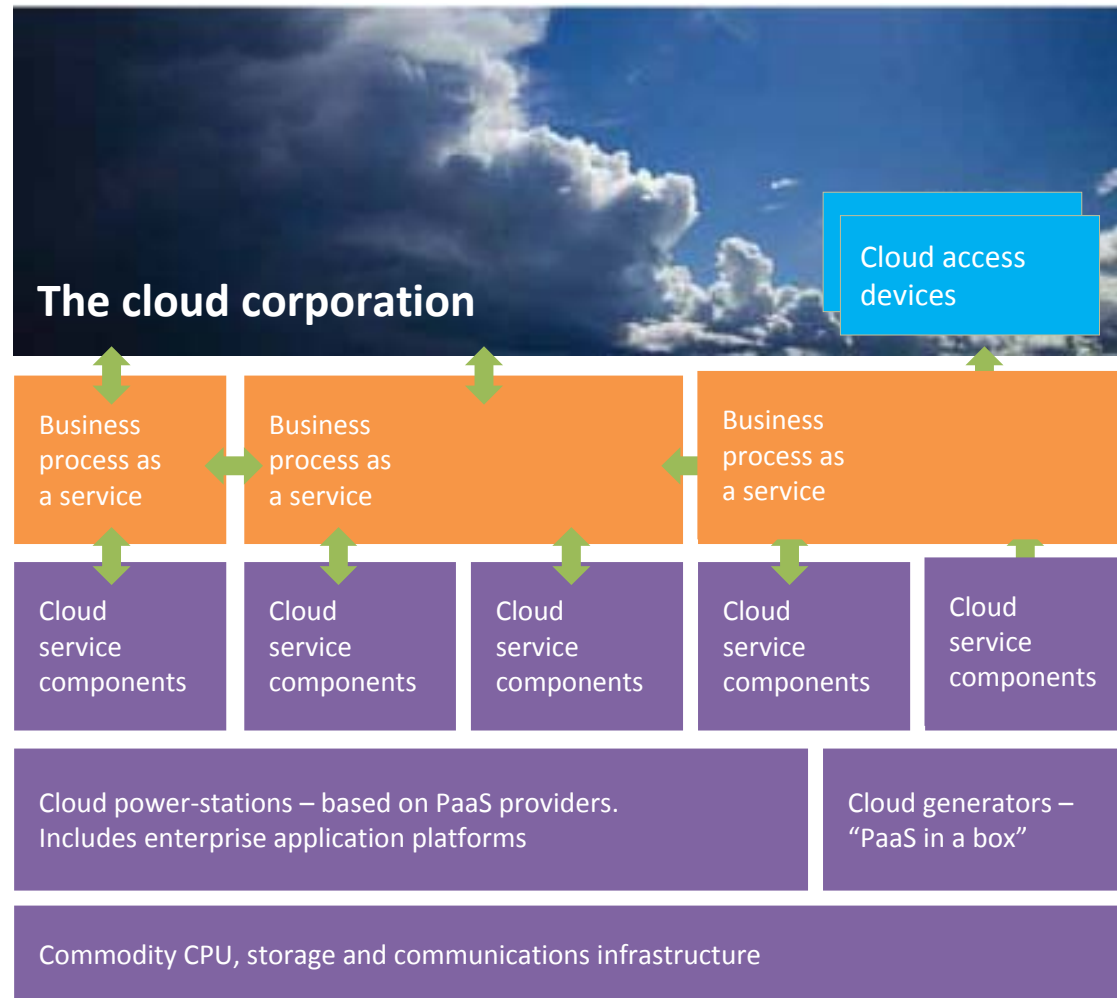 The cloud corporation
Cloud access
devices
Business
process as
a service
Business
process as
a service
Business
process as
a service
Cloud
service
components
Cloud
service
components
Cloud
service
components
Cloud
service
components
Cloud
service
components
Cloud power-stations – based on PaaS providers.
Includes enterprise application platforms
Cloud generators –
“PaaS in a box”
Commodity CPU, storage and communications infrastructure